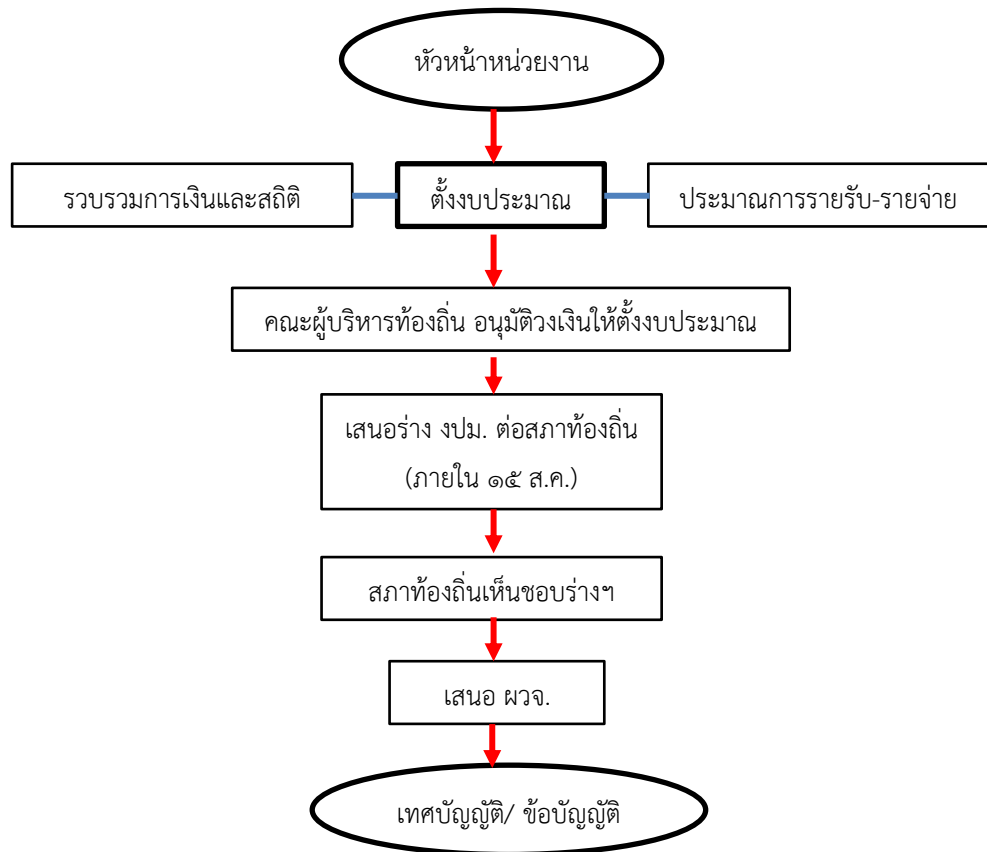 หัวหน้าหน่วยงาน
รวบรวมการเงินและสถิติ
ตั้งงบประมาณ
ประมาณการรายรับ-รายจ่าย
คณะผู้บริหารท้องถิ่น อนุมัติวงเงินให้ตั้งงบประมาณ
เสนอร่าง งปม. ต่อสภาท้องถิ่น
(ภายใน ๑๕ ส.ค.)
สภาท้องถิ่นเห็นชอบร่างฯ
เสนอ ผวจ.
เทศบัญญัติ/ ข้อบัญญัติ